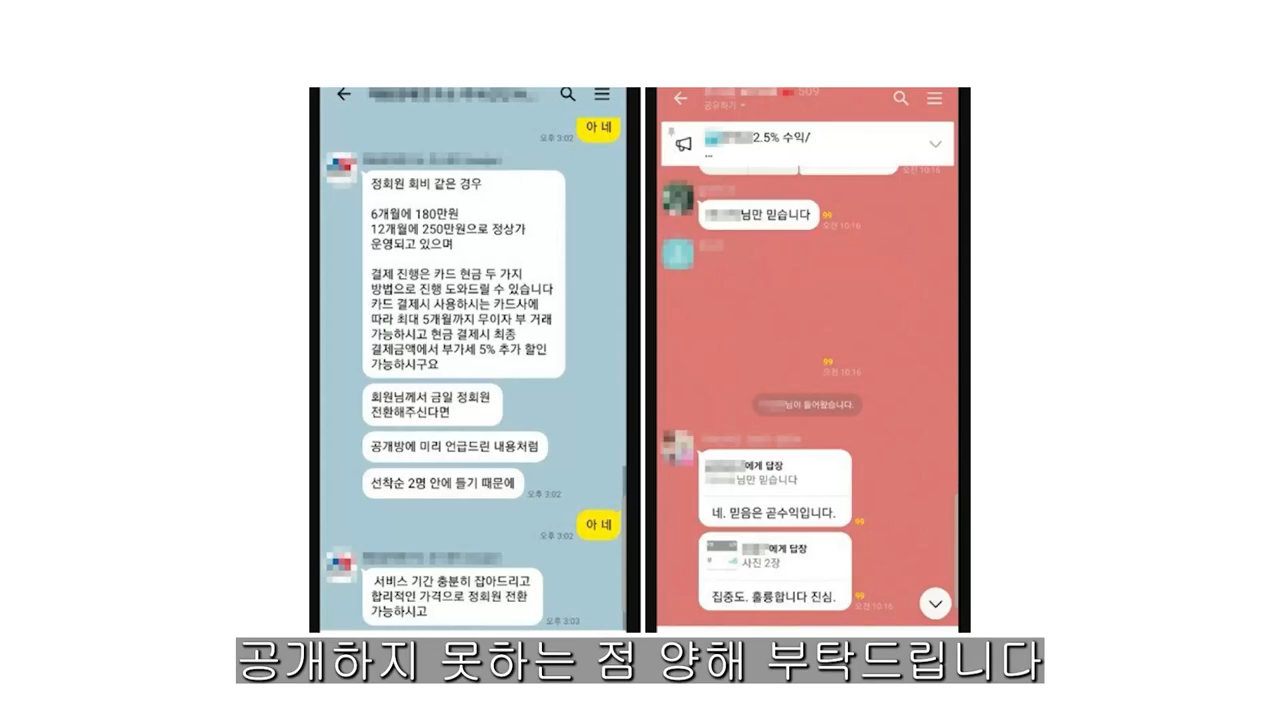 아 네
오후 3:02
정회원 회비 같은 경우
6개월에 180만원
12개월에 250만원으로 정상가
운영되고 있으며
결제 진행은 카드 현금 두 가지
방법으로 진행 도와드릴 수 있습니다
카드 결제시 사용하시는 카드사에
따라 최대 5개월까지 무이자 부 거래
가능하시고 현금 결제시 최종
결제금액에서 부가세 5% 추가 할인
가능하시구요
회원님께서 금일 정회원
전환해주신다면
공개방에 미리 언급드린 내용처럼
선착순 2명 안에 들기 때문에
오후 3:02
아 네
오후 3:02
서비스 기간 충분히 잡아드리고
합리적인 가격으로 정회원 전환
가능하시고
오후 3:03
509
공유하기
2.5% 수익/
...
오전 10:16
님만 믿습니다
99
오전 10:16
99
오전 10:16
님이 들어왔습니다.
에게 답장
님만 믿습니다
네. 믿음은 곧수익입니다.
99
에게 답장
사진 2장
집중도. 훌륭합니다 진심.
99
오전 10:16
공개하지 못하는 점 양해 부탁드립니다